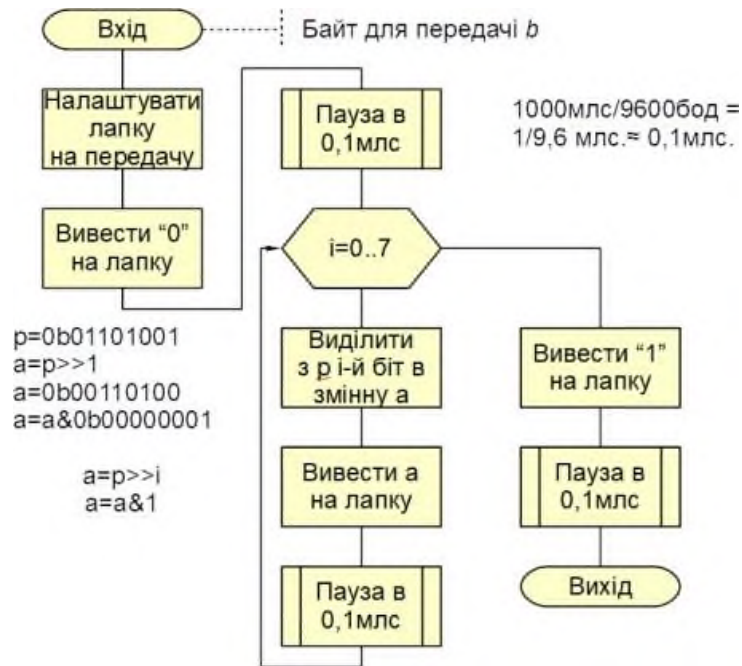 Вхід
Байт для передачі b
Налаштувати
лапку
на передачу
Вивести “0”
на лапку
p=0b01101001
a=p>>1
a=0b00110100
a=a&0b00000001
a=p>>i
a=a&1
Пауза в
0,1млс
1000млс/9600бод =
1/9,6 млс.≈ 0,1млс.
i=0..7
Виділити
з p і-й біт в
змінну a
Вивести a
на лапку
Пауза в
0,1млс
Вивести “1”
на лапку
Пауза в
0,1млс
Вихід